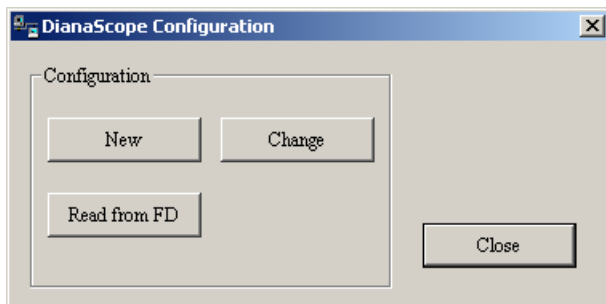 DianaScope Configuration
Configuration
New
Change
Read from FD
Close